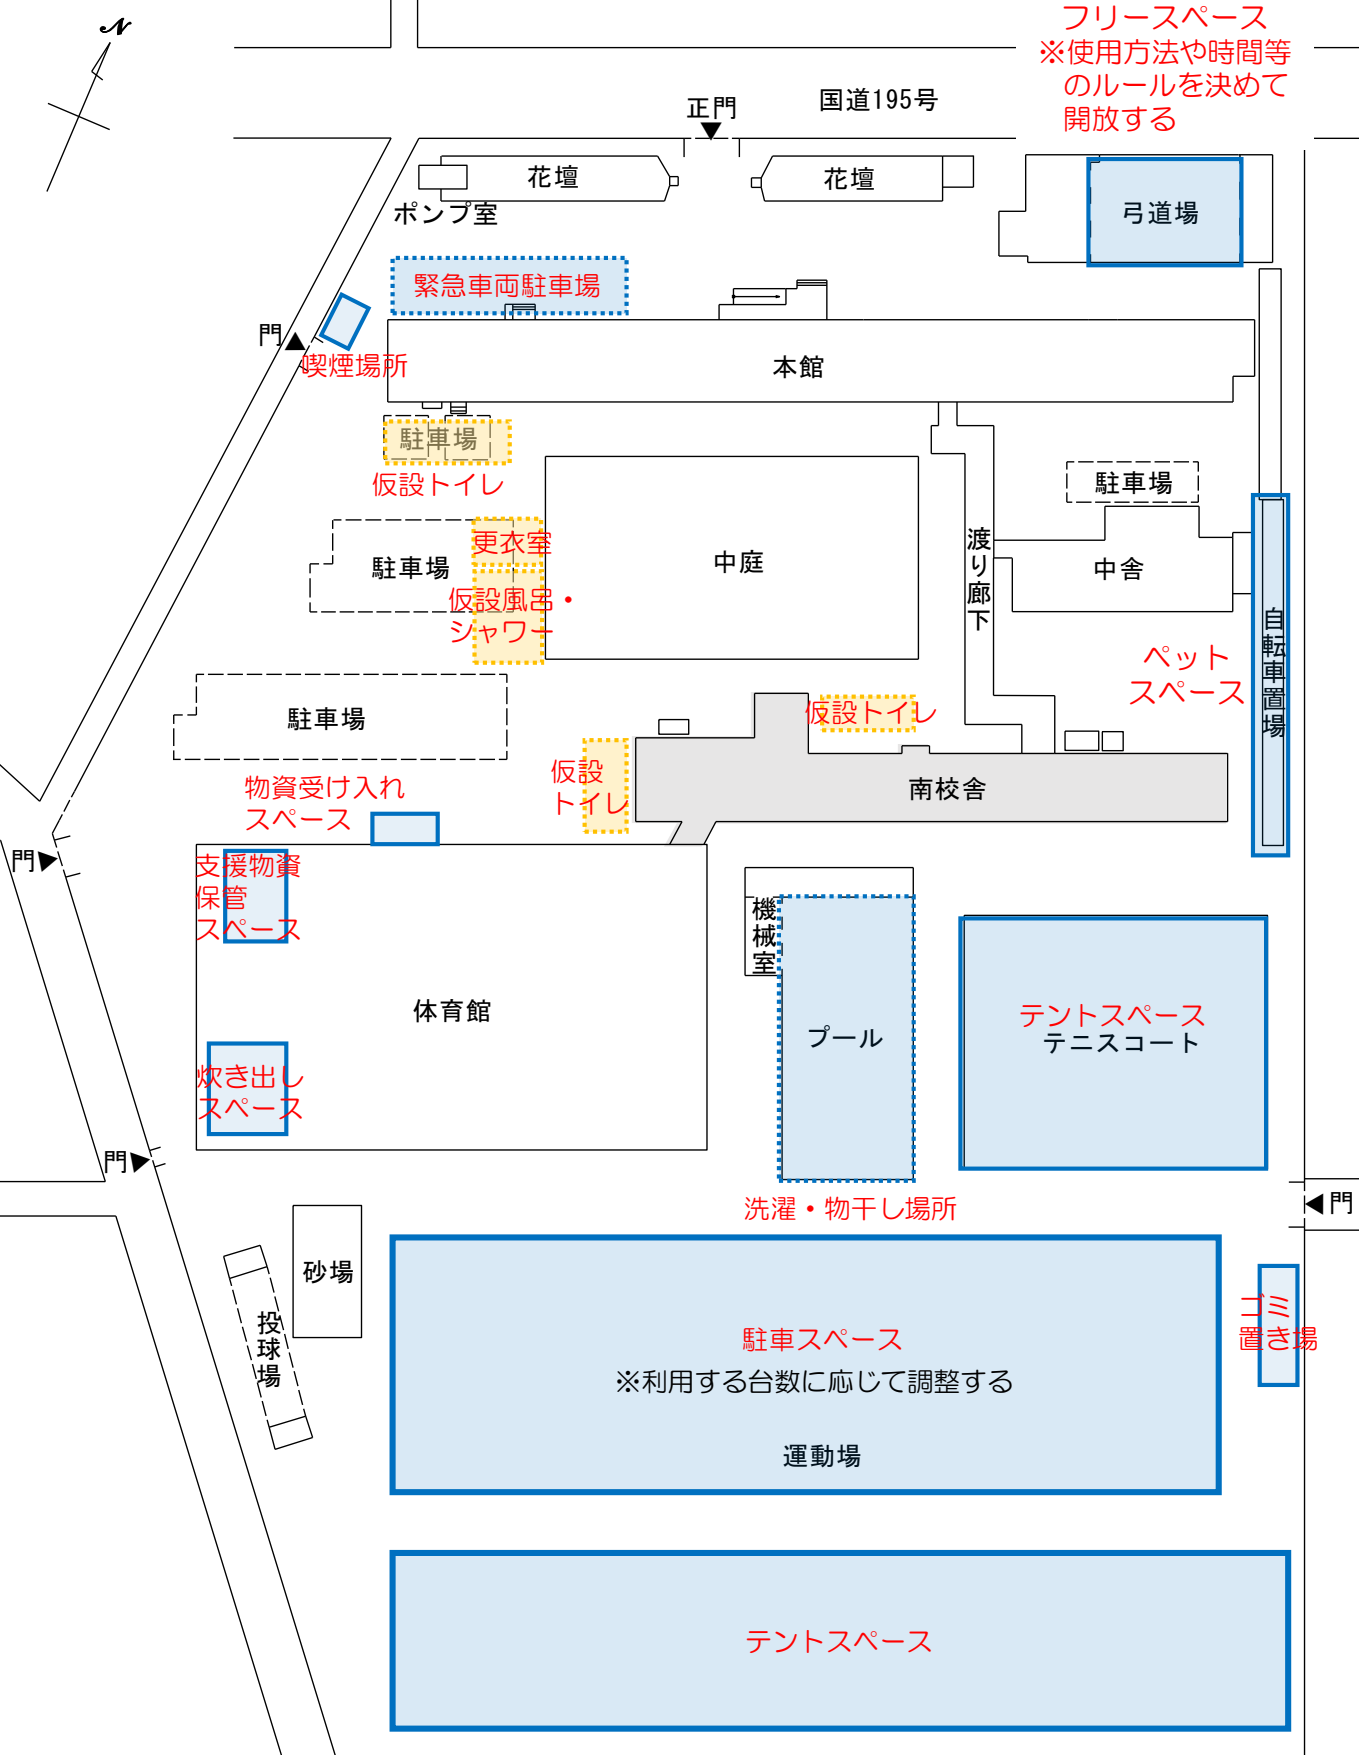 N
フリースペース
※使用方法や時間等
のルールを決めて
開放する
国道195号
正門
花壇
花壇
ポンプ室
弓道場
緊急車両駐車場
門
喫煙場所
本館
駐車場
仮設トイレ
駐車場
更衣室
駐車場
中庭
渡り廊下
中舎
仮設風呂・
シャワー
自転車置場
ペット
スペース
駐車場
仮設トイレ
仮設
トイレ
南校舎
物資受け入れ
スペース
門
支援物資
保管
スペース
機械室
体育館
プール
テントスペース
テニスコート
炊き出し
スペース
門
洗濯・物干し場所
門
砂場
投球場
ゴミ
置き場
駐車スペース
※利用する台数に応じて調整する
運動場
テントスペース